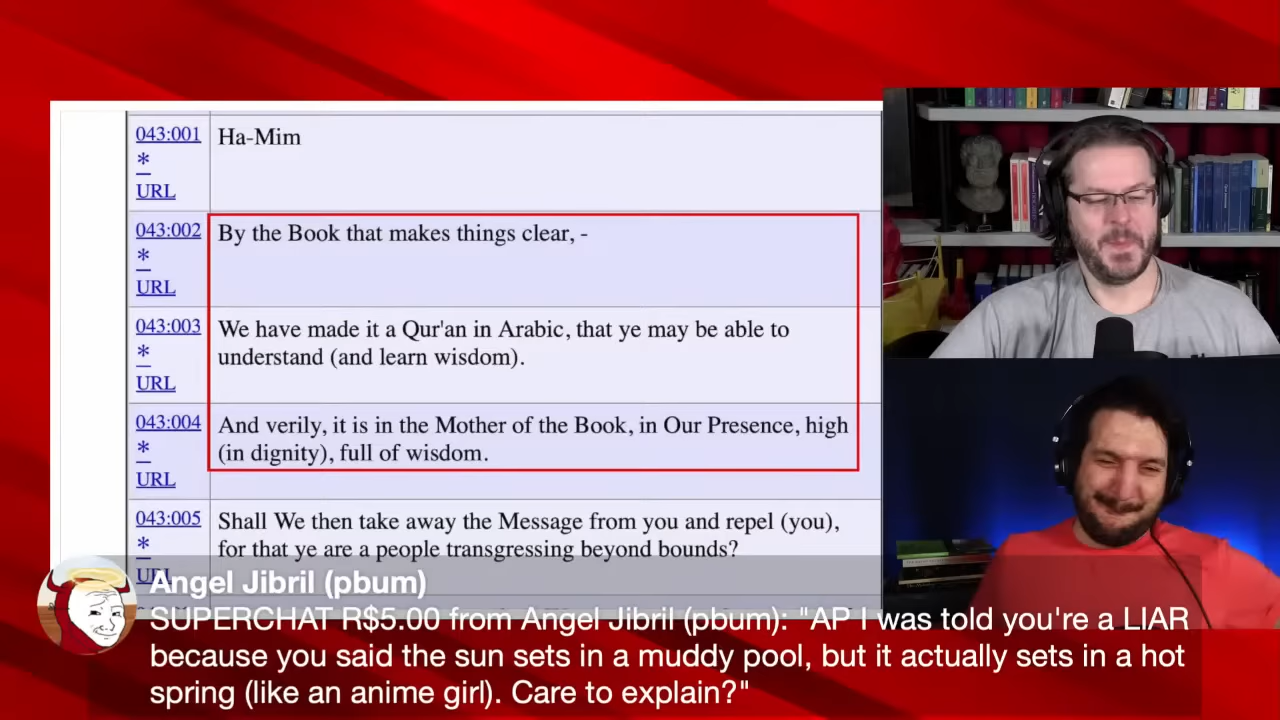 043:001
*
URL
Ha-Mim
043:002
*
URL
By the Book that makes things clear, -
043:003
*
URL
We have made it a Qur'an in Arabic, that ye may be able to
understand (and learn wisdom).
043:004
*
URL
And verily, it is in the Mother of the Book, in Our Presence, high
(in dignity), full of wisdom.
043:005
*
URL
Shall We then take away the Message from you and repel (you),
for that ye are a people transgressing beyond bounds?
Angel Jibril (pbum)
SUPERCHAT R$5.00 from Angel Jibril (pbum): "AP I was told you're a LIAR
because you said the sun sets in a muddy pool, but it actually sets in a hot
spring (like an anime girl). Care to explain?"